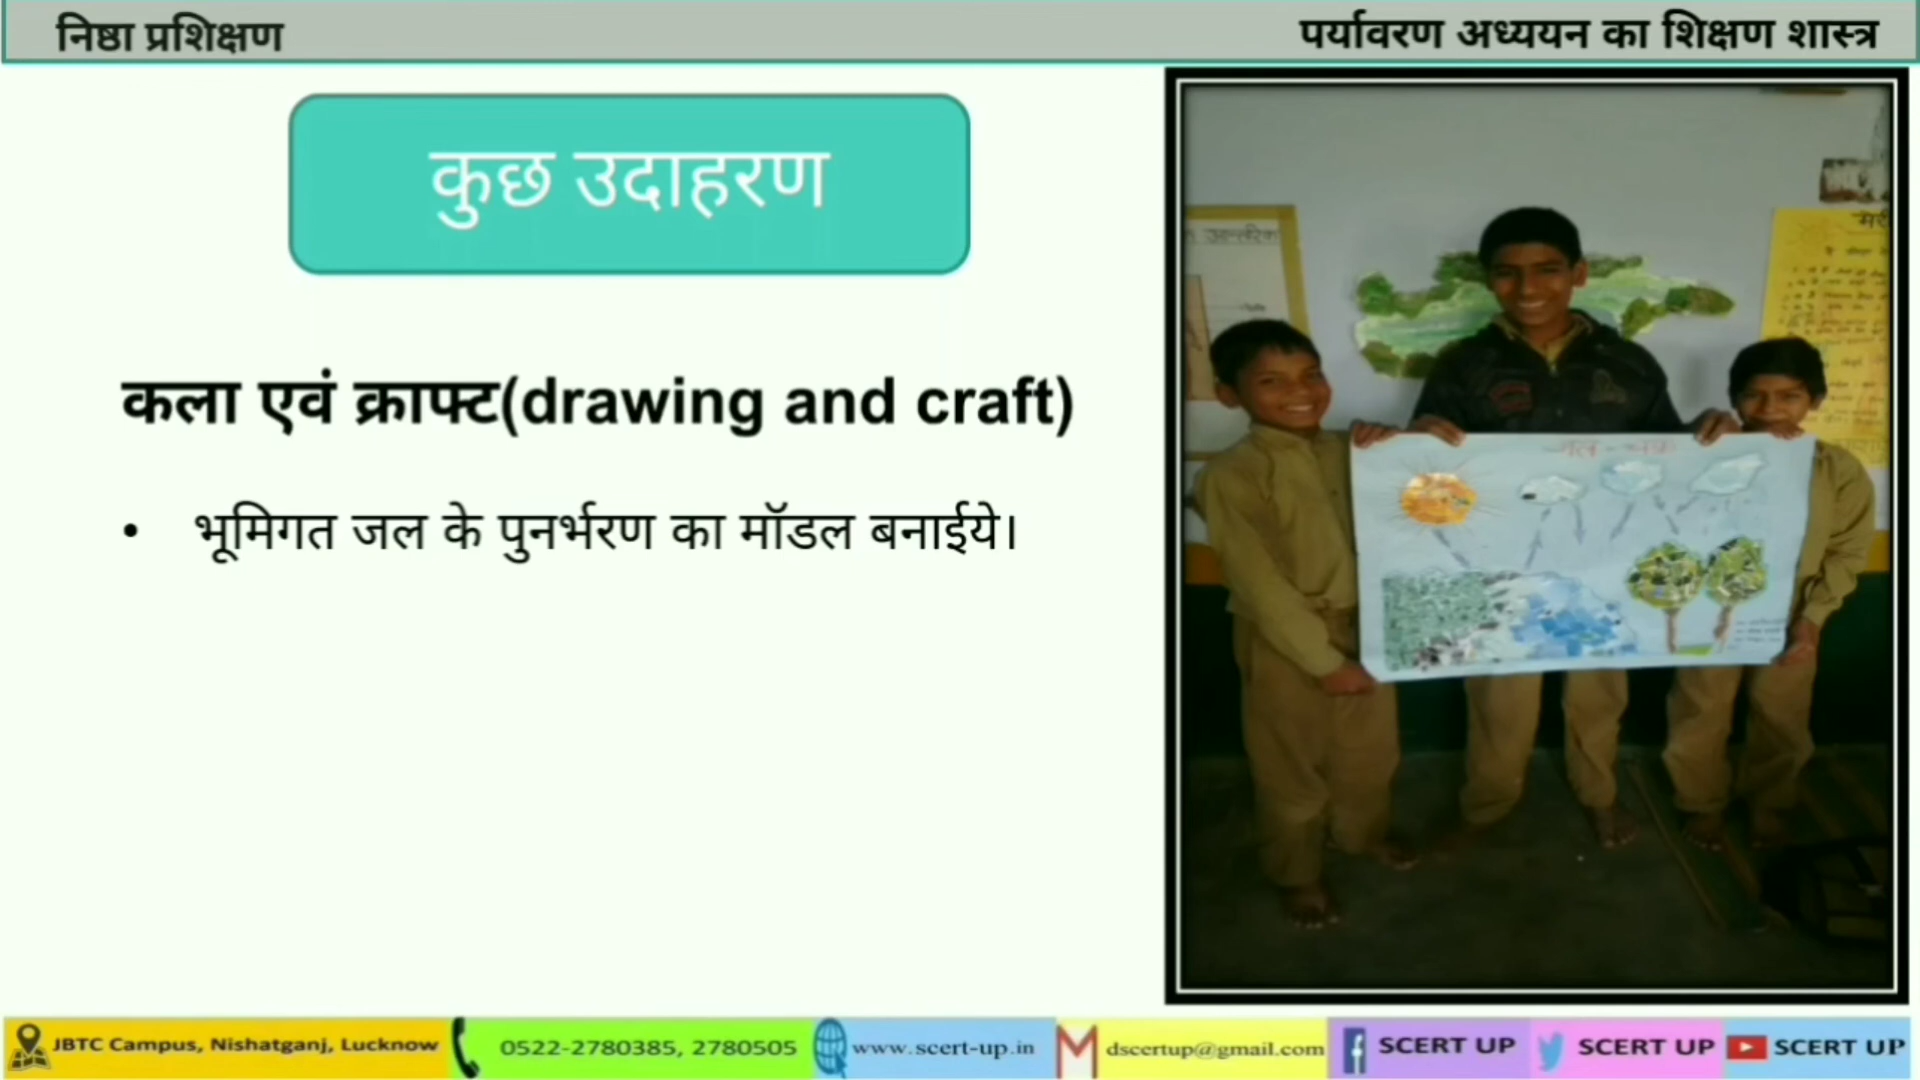 निष्ठा प्रशिक्षण
पर्यावरण अध्ययन का शिक्षण शास्त्र
कुछ उदाहरण
कला एवं क्राफ्ट(drawing and craft)
• भूमिगत जल के पुनर्भरण का मॉडल बनाईये।
जल-चक्र
JBTC Campus, Nishatganj, Lucknow
0522-2780385, 2780505
www.scert-up.in
dscertup@gmail.com
SCERT UP
SCERT UP
SCERT UP